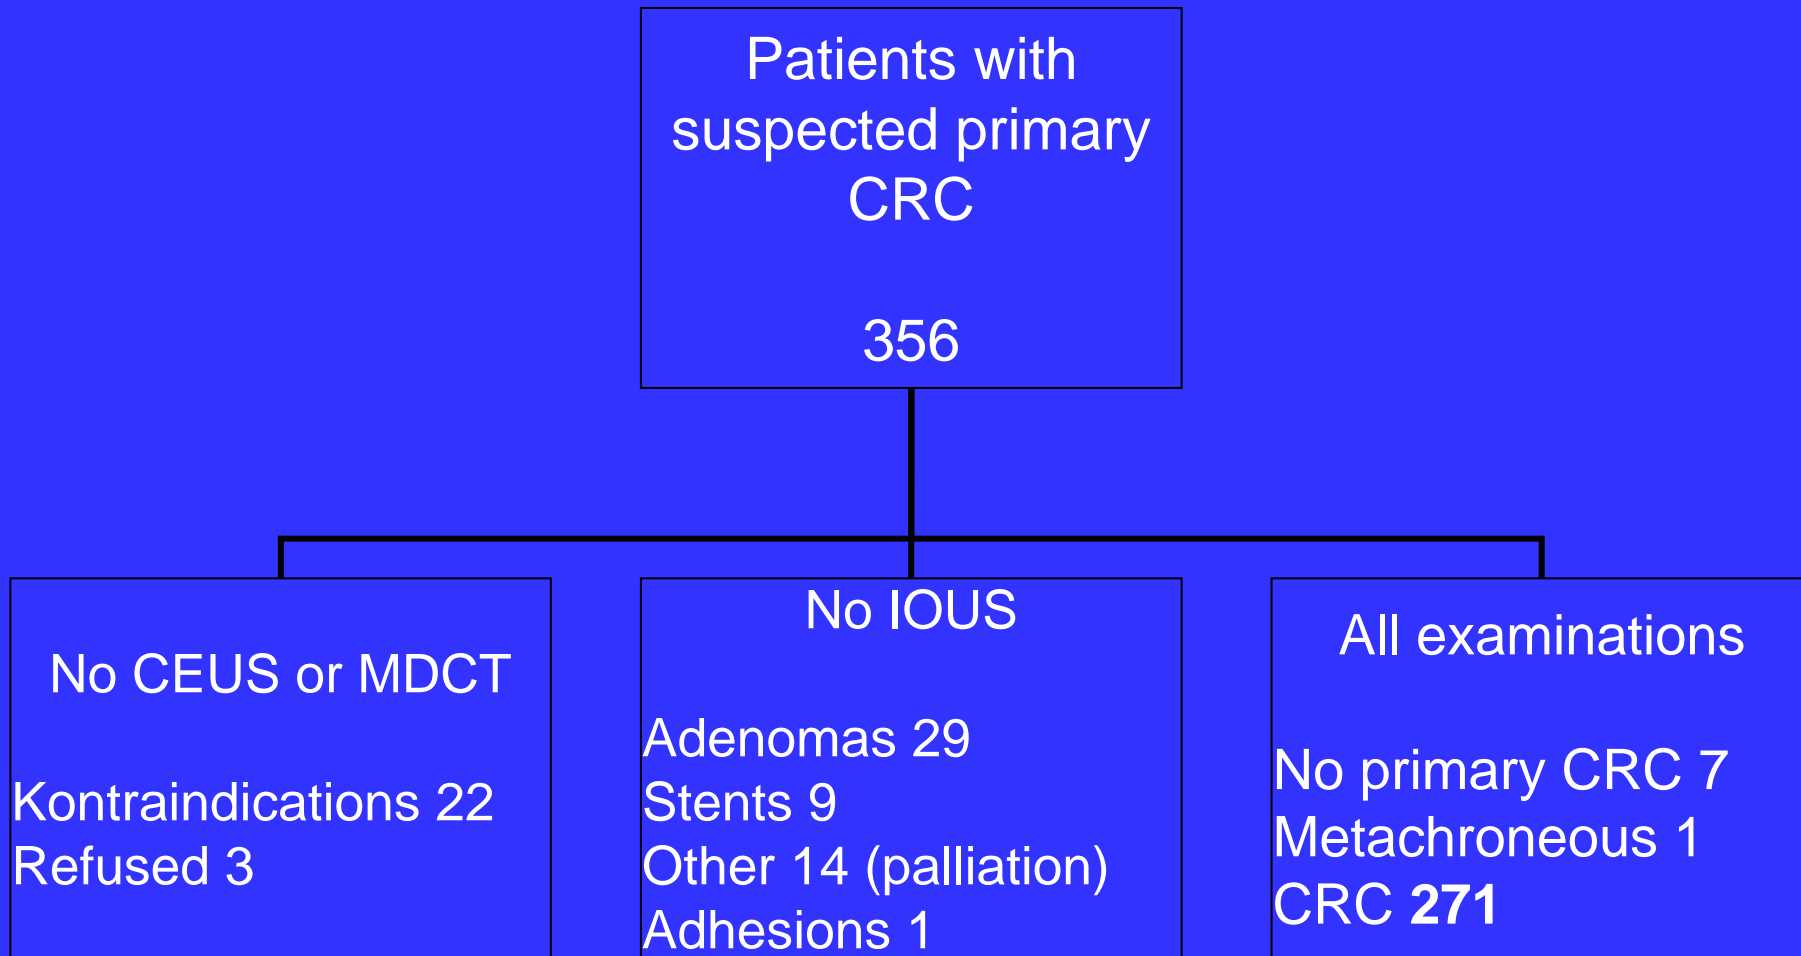 Patients with
suspected primary
CRC
356
No CEUS or MDCT
Kontraindications 22
Refused 3
No IOUS
Adenomas 29
Stents 9
Other 14 (palliation)
Adhesions 1
All examinations
No primary CRC 7
Metachroneous 1
CRC 271